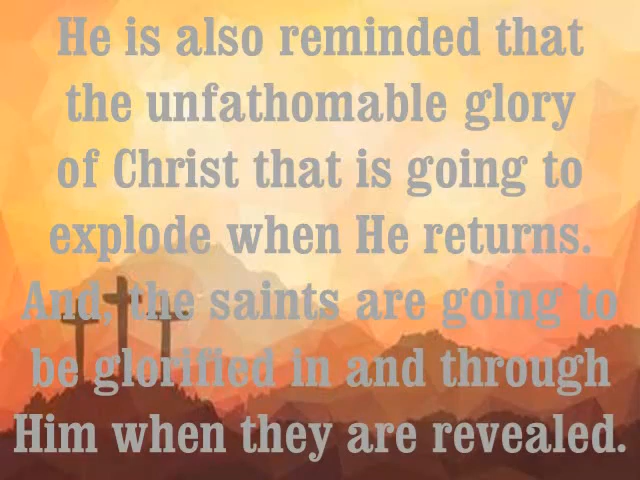 He is also reminded that
the unfathomable glory
of Christ that is going to
explode when He returns.
And, the saints are going to
be glorified in and through
Him when they are revealed.